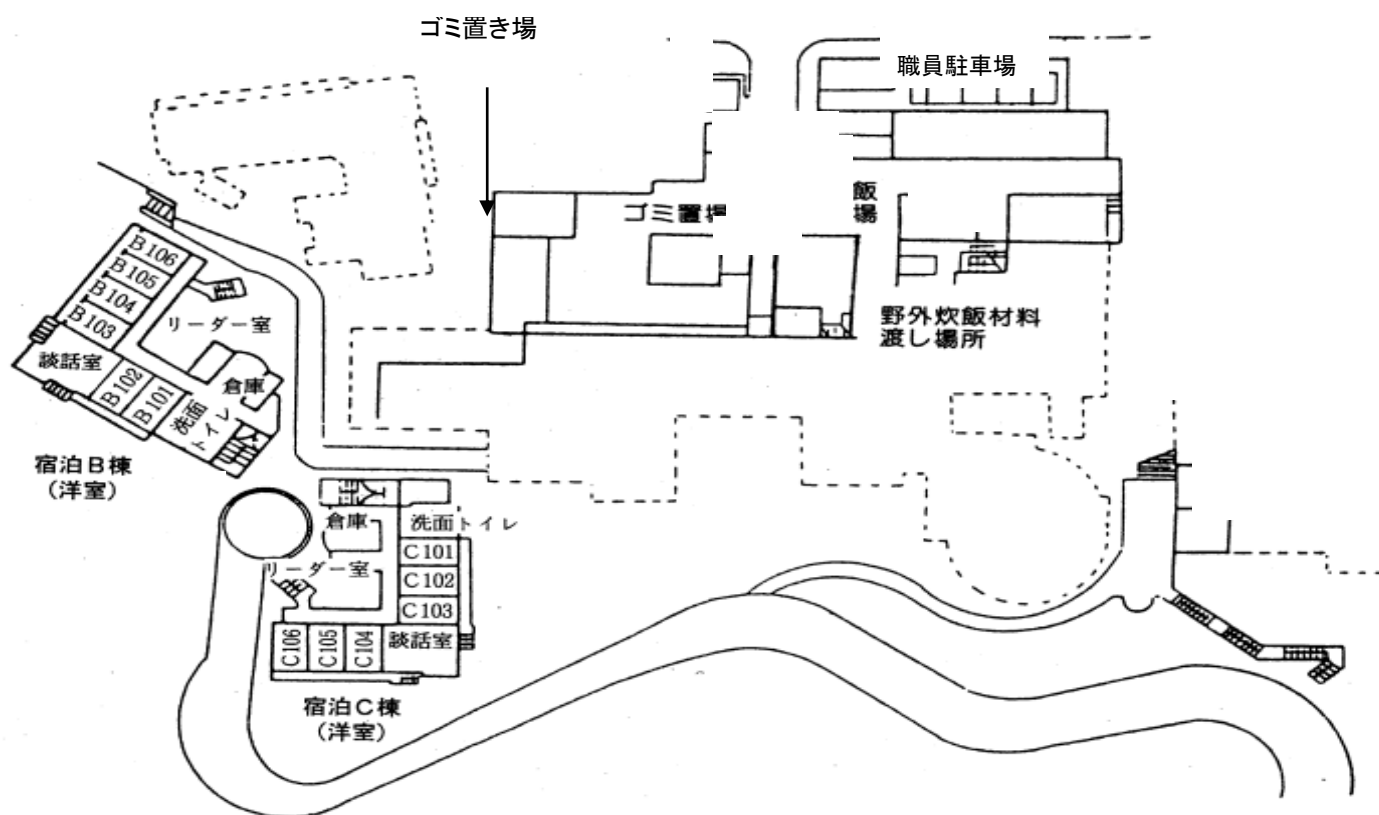 ゴミ置き場
職員駐車場
飯
場
ゴミ置場
野外炊飯材料
渡し場所
B106
B105
B104
B103
リーダー室
談話室
B102
B101
倉庫
洗面
トイレ
宿泊B棟
(洋室)
倉庫
洗面トイレ
C101
リーダー室
C102
C103
C106
C105
C104
談話室
宿泊C棟
(洋室)